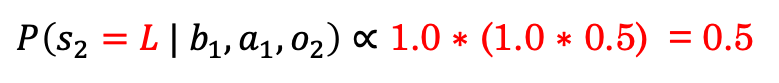 P(s₂ = L | b₁, a₁, o₂) ∝ 1.0 * (1.0 * 0.5) = 0.5